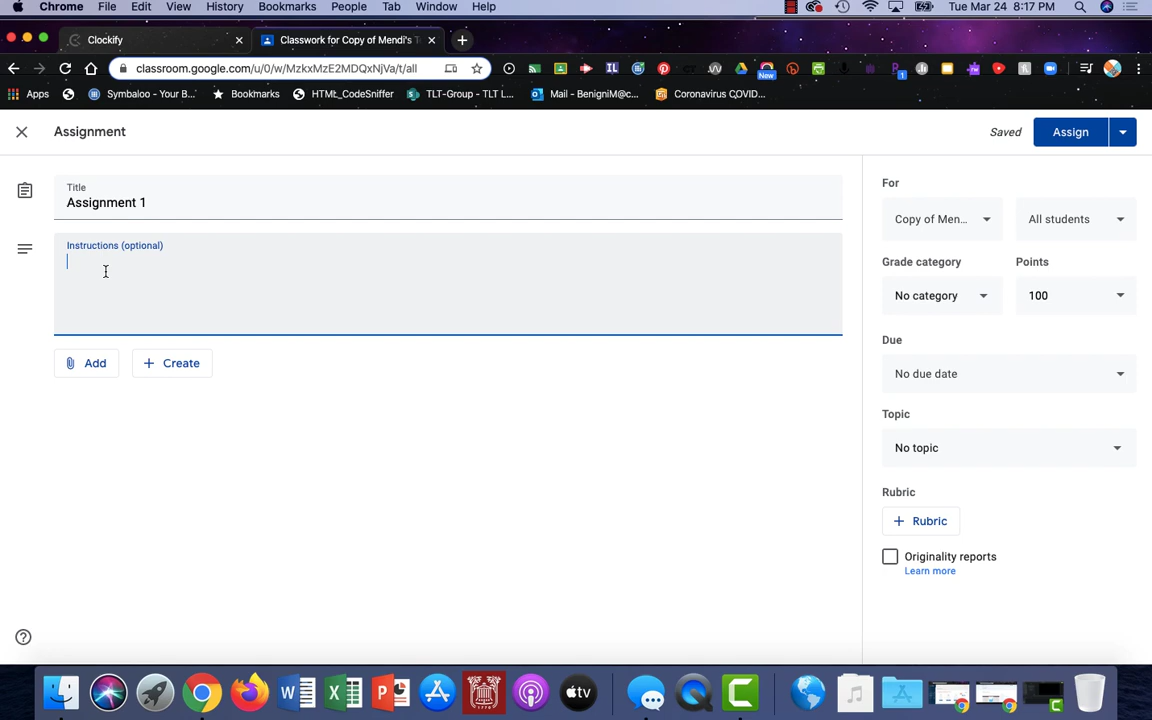 Chrome File Edit View History Bookmarks People Tab Window Help Tue Mar 24 8:17 PM
Clockify Classwork for Copy of Mendi's T
classroom.google.com/u/0/w/MzkxMzE2MDQxNjVa/t/all
Apps Symbaloo - Your B... Bookmarks HTML_CodeSniffer TLT-Group - TLT L... Mail - BenigniM@c... Coronavirus COVID...
New
1
Assignment Saved Assign
Title
Assignment 1
Instructions (optional)
Add Create
For
Copy of Men... All students
Grade category Points
No category 100
Due
No due date
Topic
No topic
Rubric
Rubric
Originality reports
Learn more
tv